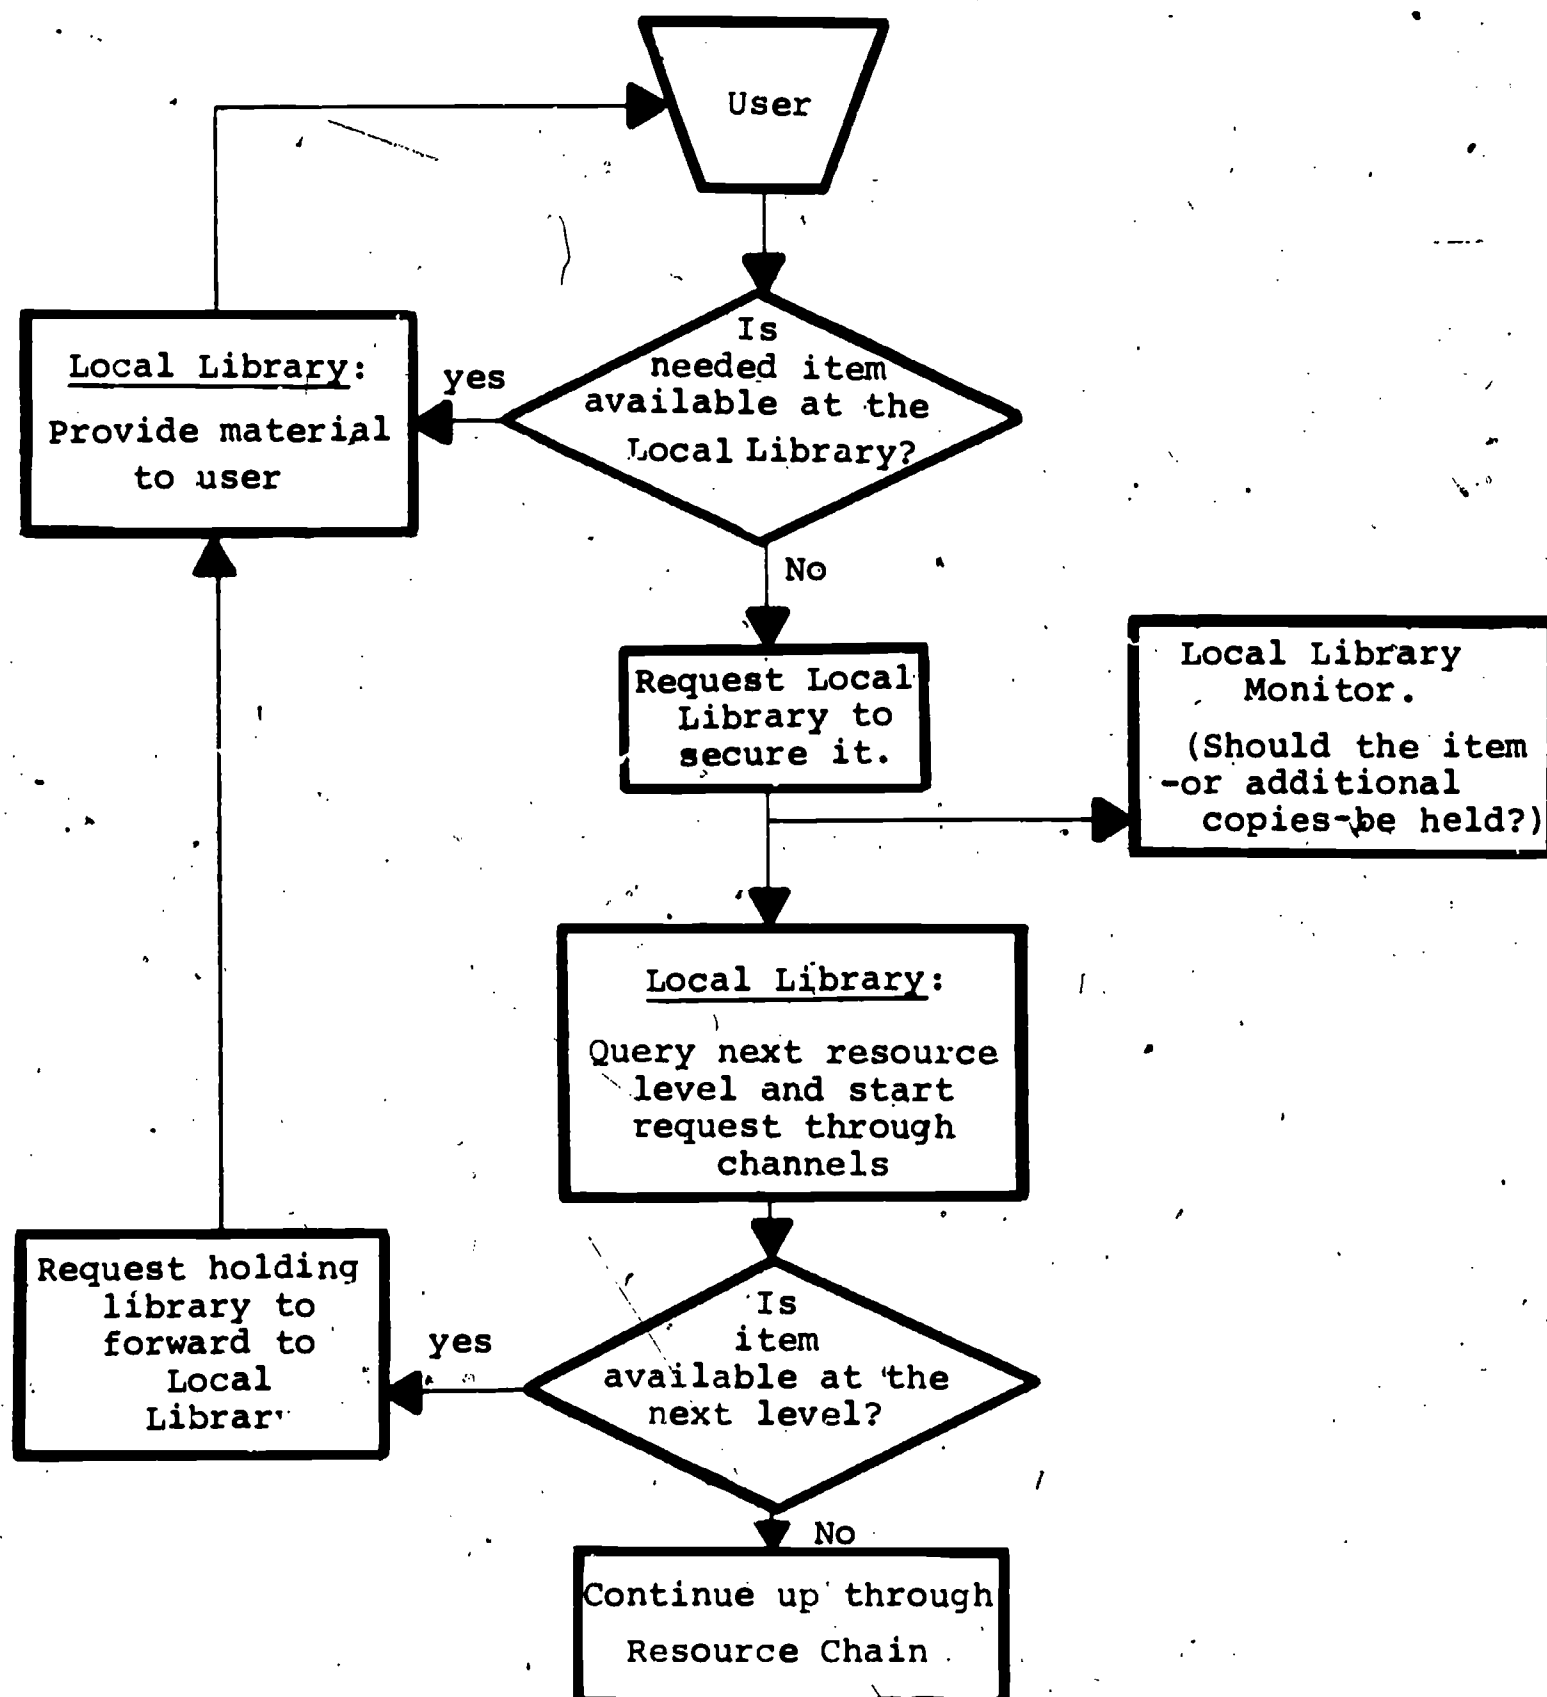 User
Is
needed item
available at the
Local Library?
yes
Local Library:
Provide material
to user
No
Request Local
Library to
secure it.
Local Library
Monitor.
(Should the item
-or additional
copies-be held?)
Local Library:
Query next resource
level and start
request through
channels
Is
item
available at the
next level?
yes
Request holding
library to
forward to
Local
Library
No
Continue up through
Resource Chain